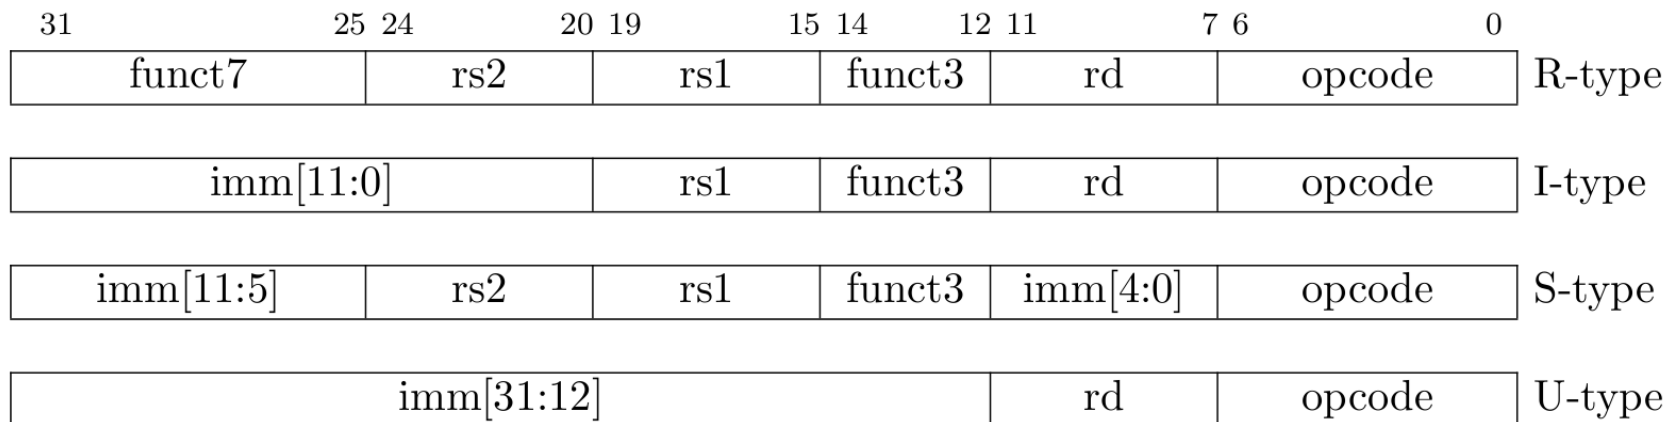 31 25 24 20 19 15 14 12 11 7 6 0
funct7 rs2 rs1 funct3 rd opcode R-type
imm[11:0] rs1 funct3 rd opcode I-type
imm[11:5] rs2 rs1 funct3 imm[4:0] opcode S-type
imm[31:12] rd opcode U-type